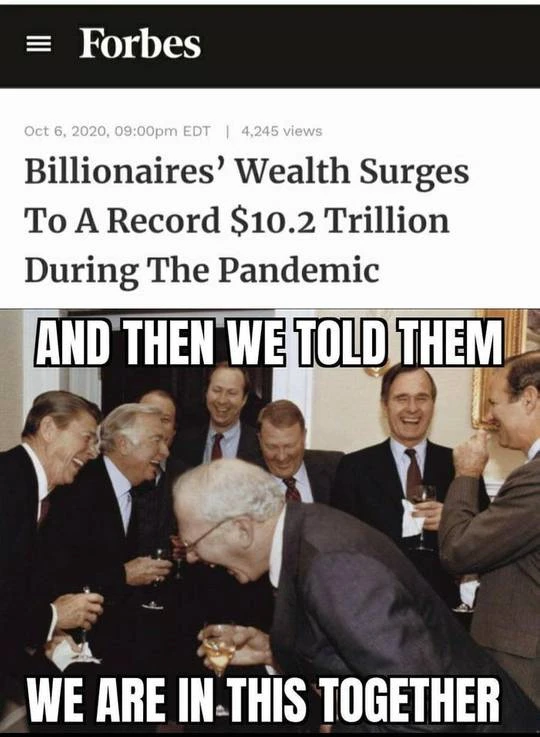 Forbes
Oct 6, 2020, 09:00pm EDT | 4,245 views
Billionaires’ Wealth Surges
To A Record $10.2 Trillion
During The Pandemic
AND THEN WE TOLD THEM
WE ARE IN THIS TOGETHER